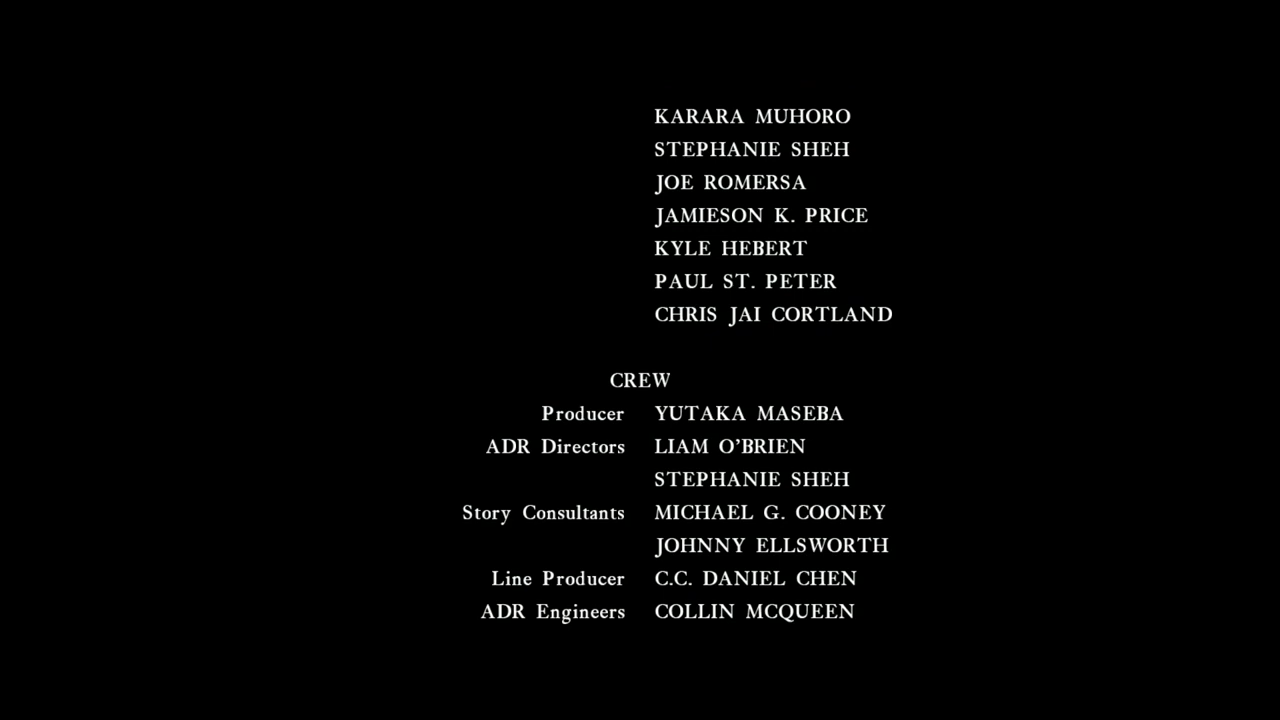 KARARA MUHORO
STEPHANIE SHEH
JOE ROMERSA
JAMIESON K. PRICE
KYLE HEBERT
PAUL ST. PETER
CHRIS JAI CORTLAND
CREW
Producer YUTAKA MASEBA
ADR Directors LIAM O'BRIEN
STEPHANIE SHEH
Story Consultants MICHAEL G. COONEY
JOHNNY ELLSWORTH
Line Producer C.C. DANIEL CHEN
ADR Engineers COLLIN MCQUEEN